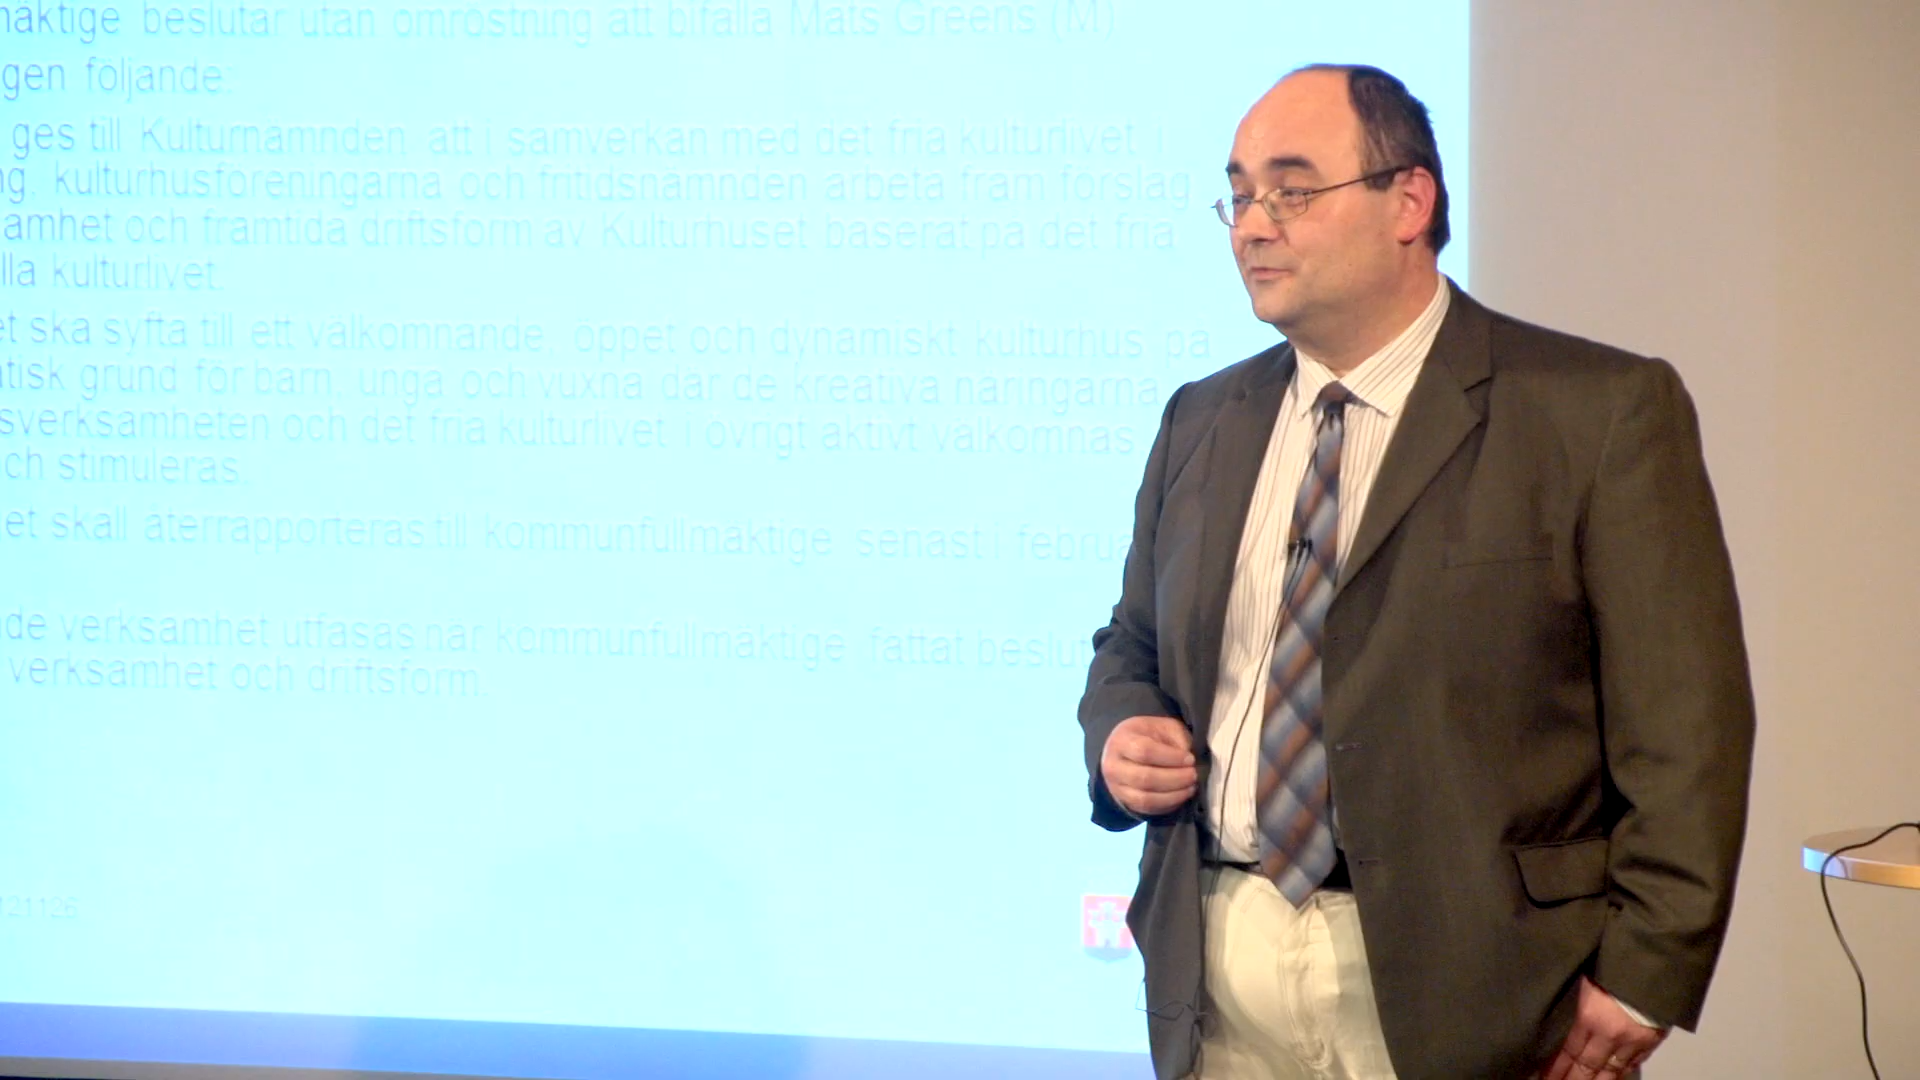 mäktige beslutar utan omröstning att bifalla Mats Greens (M)
gen följande:
ges till Kulturnämnden att i samverkan med det fria kulturlivet i
ng, kulturhusföreningarna och fritidsnämnden arbeta fram förslag
amhet och framtida driftsform av Kulturhuset baserat på det fria
lla kulturlivet.
et ska syfta till ett välkomnande, öppet och dynamiskt kulturhus på
tisk grund för barn, unga och vuxna där de kreativa näringarna
sverksamheten och det fria kulturlivet i övrigt aktivt välkomnas
och stimuleras.
et skall återrapporteras till kommunfullmäktige senast i februa
nde verksamhet utfasas när kommunfullmäktige fattat beslut
verksamhet och driftsform.
121126